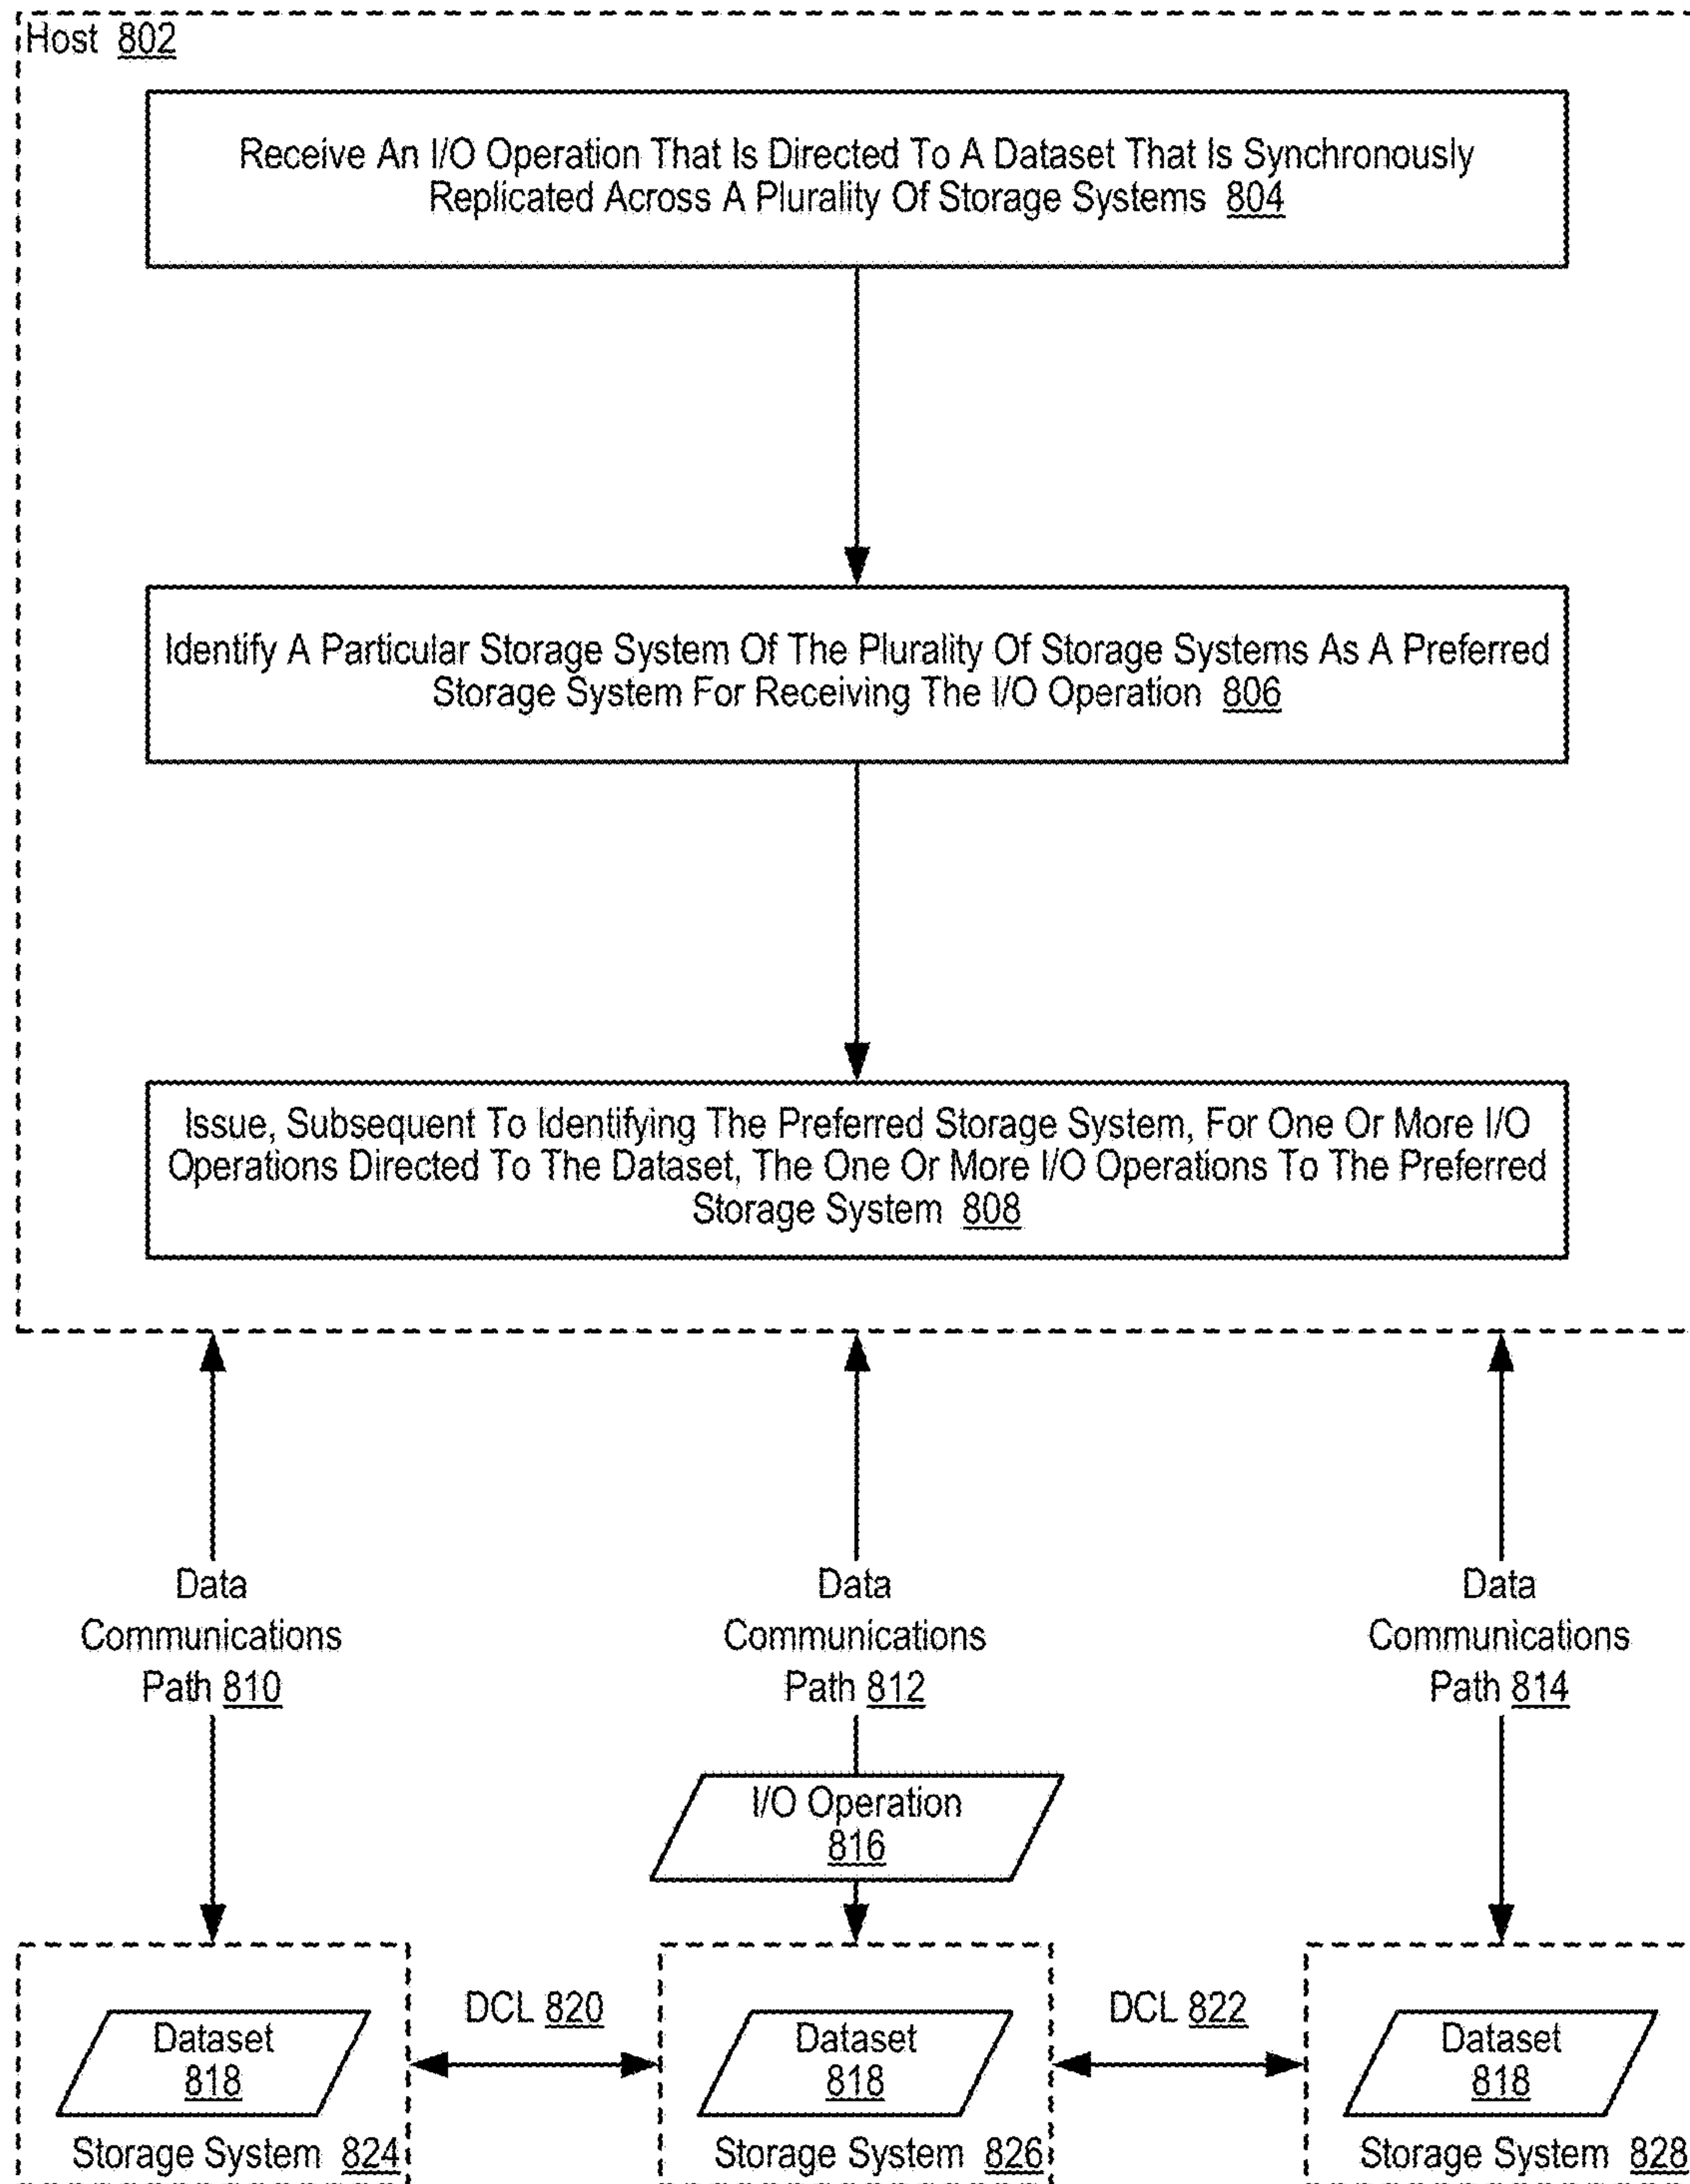 Host 802
Receive An I/O Operation That Is Directed To A Dataset That Is Synchronously
Replicated Across A Plurality Of Storage Systems 804
Identify A Particular Storage System Of The Plurality Of Storage Systems As A Preferred
Storage System For Receiving The I/O Operation 806
Issue, Subsequent To Identifying The Preferred Storage System, For One Or More I/O
Operations Directed To The Dataset, The One Or More I/O Operations To The Preferred
Storage System 808
Data
Communications
Path 810
Data
Communications
Path 812
Data
Communications
Path 814
I/O Operation
816
Dataset
818
Storage System 824
DCL 820
Dataset
818
Storage System 826
DCL 822
Dataset
818
Storage System 828